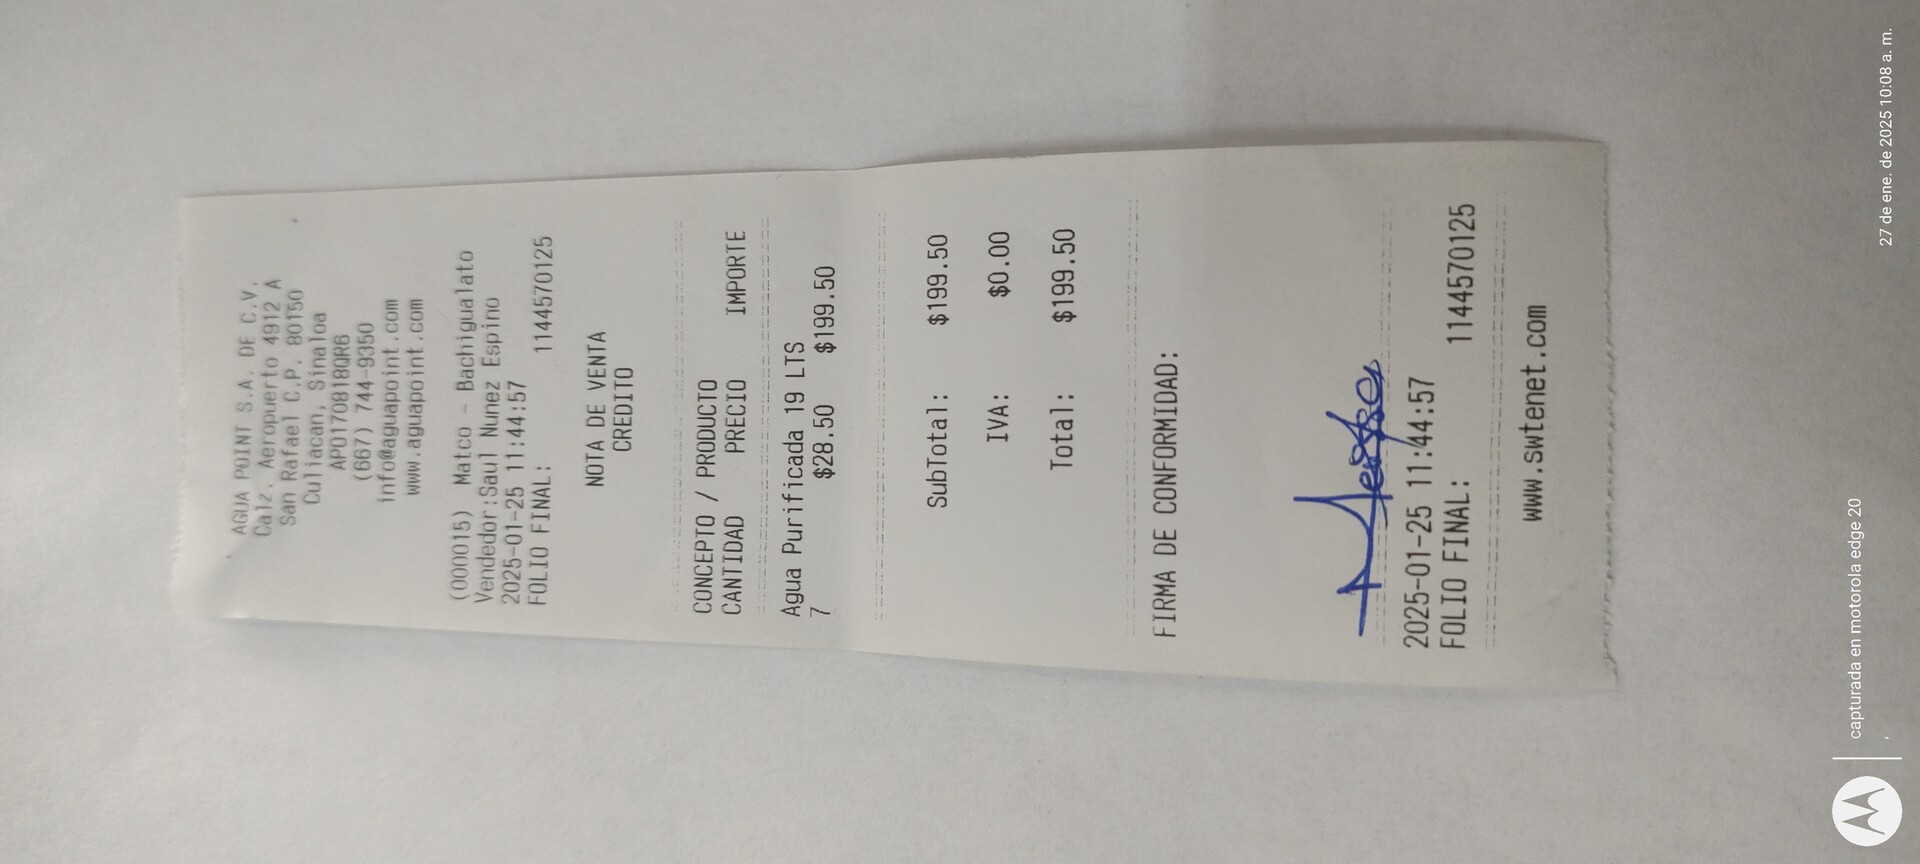 AGUA POINT S.A. DE C.V.
Calz. Aeropuerto 4912 A
San Rafael C.P. 80150
Culiacan, Sinaloa
APO170818QR6
(667) 744-9350
info@aguapoint.com
www.aguapoint.com
(000015) Matco - Bachigualato
Vendedor:Saul Nunez Espino
2025-01-25 11:44:57
FOLIO FINAL: 1144570125
NOTA DE VENTA
CREDITO
CONCEPTO / PRODUCTO
CANTIDAD PRECIO IMPORTE
Agua Purificada 19 LTS
7 $28.50 $199.50
SubTotal: $199.50
IVA: $0.00
Total: $199.50
FIRMA DE CONFORMIDAD:
2025-01-25 11:44:57
FOLIO FINAL: 1144570125
www.swtenet.com
capturada en motorola edge 20
27 de ene. de 2025 10:08 a. m.